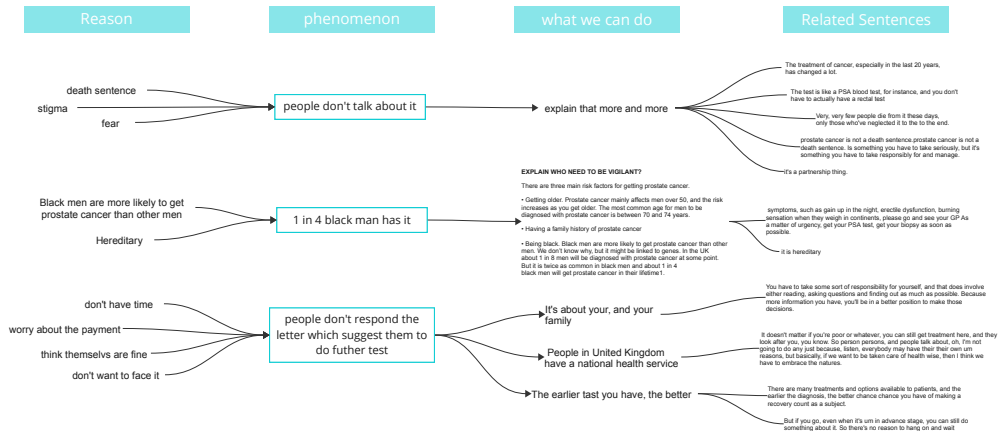 Reason
phenomenon
what we can do
Related Sentences
death sentence
stigma
fear
people don't talk about it
explain that more and more
The treatment of cancer, especially in the last 20 years,
has changed a lot.
The test is like a PSA blood test, for instance, and you don't
have to actually have a rectal test!
Very, very few people die from it these days,
only those who've neglected it to the to the end.
prostate cancer is not a death sentence.prostate cancer is not a
death sentence. Is something you have to take seriously, but it's
something you have to take responsibly for and manage.
it's a partnership thing.
Black men are more likely to get
prostate cancer than other men
Hereditary
1 in 4 black man has it
EXPLAIN WHO NEED TO BE VIGILANT?
There are three main risk factors for getting prostate cancer.
• Getting older. Prostate cancer mainly affects men over 50, and the risk
increases as you get older. The most common age for men to be
diagnosed with prostate cancer is between 70 and 74 years.
• Having a family history of prostate cancer
• Being black. Black men are more likely to get prostate cancer than other
men. We don't know why, but it might be linked to genes. In the UK
about 1 in 8 men will be diagnosed with prostate cancer at some point.
But it is twice as common in black men and about 1 in 4
black men will get prostate cancer in their lifetime1.
symptoms, such as gain up in the night, erectile dysfunction, burning
sensation when they weigh in continents, please go and see your GP As
a matter of urgency, get your PSA test, get your biopsy as soon as
possible.
it is hereditary
don't have time
worry about the payment
think themselvs are fine
don't want to face it
people don't respond the
letter which suggest them to
do futher test
It's about your, and your
family
People in United Kingdom
have a national health service
The earlier tast you have, the better
You have to take some sort of responsibility for yourself, and that does involve
either reading, asking questions and finding out as much as possible. Because
more information you have, you'll be in a better position to make those
decisions.
It doesn't matter if you're poor or whatever, you can still get treatment here, and they
look after you, you know. So person persons, and people talk about, oh, I'm not
going to do any just because, listen, everybody may have their their own um
reasons, but basically, if we want to be taken care of health wise, then I think we
have to embrace the natures.
There are many treatments and options available to patients, and the
earlier the diagnosis, the better chance chance you have of making a
recovery count as a subject.
But if you go, even when it's um in advance stage, you can still do
something about it. So there's no reason to hang on and wait